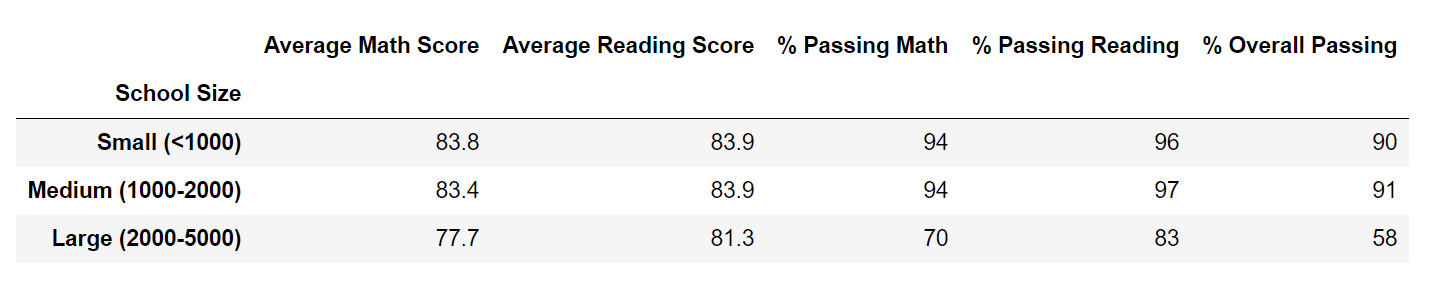 Average Math Score Average Reading Score % Passing Math % Passing Reading % Overall Passing
School Size
Small (<1000) 83.8 83.9 94 96 90
Medium (1000-2000) 83.4 83.9 94 97 91
Large (2000-5000) 77.7 81.3 70 83 58